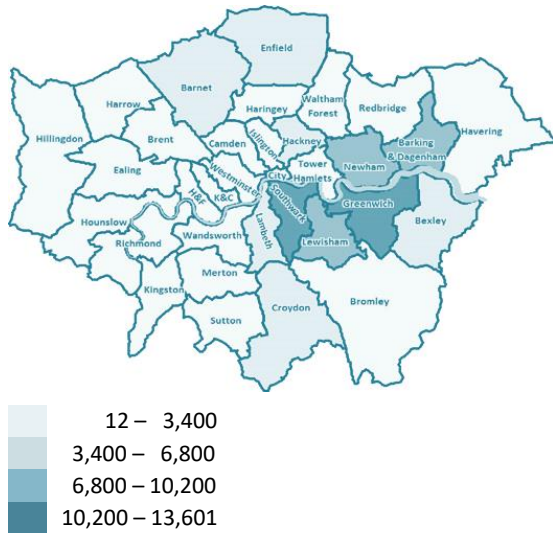 Enfield
Barnet
Harrow
Haringey
Waltham
Forest
Redbridge
Havering
Hillingdon
Brent
Camden
Islington
Hackney
Barking
& Dagenham
Newham
Ealing
Westminster
City
Tower
Hamlets
H&F
K&C
Southwark
Greenwich
Hounslow
Richmond
Wandsworth
Lambeth
Lewisham
Bexley
Merton
Kingston
Sutton
Croydon
Bromley
12 – 3,400
3,400 – 6,800
6,800 – 10,200
10,200 – 13,601